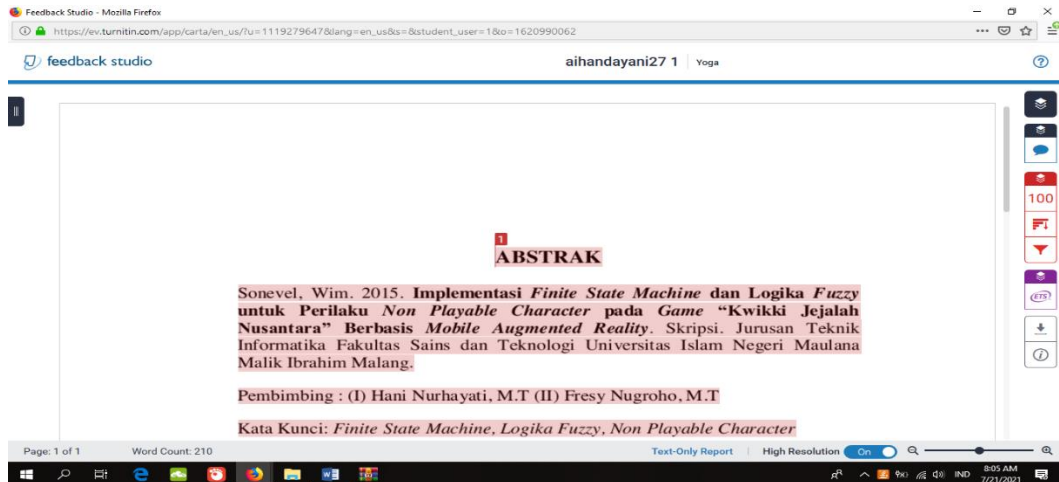 Feedback Studio - Mozilla Firefox
https://ev.turnitin.com/app/carta/en_us/?u=1119279647&lang=en_us&s=&student_user=1&o=1620990062
feedback studio
aihandayani27 1 Yoga
100
1
ABSTRAK
Sonevel, Wim. 2015. Implementasi Finite State Machine dan Logika Fuzzy
untuk Perilaku Non Playable Character pada Game “Kwikki Jejalah
Nusantara” Berbasis Mobile Augmented Reality. Skripsi. Jurusan Teknik
Informatika Fakultas Sains dan Teknologi Universitas Islam Negeri Maulana
Malik Ibrahim Malang.
ETS
Pembimbing : (I) Hani Nurhayati, M.T (II) Fresy Nugroho, M.T
Kata Kunci: Finite State Machine, Logika Fuzzy, Non Playable Character
Page: 1 of 1 Word Count: 210 Text-Only Report High Resolution On
IND 8:05 AM
7/21/2021